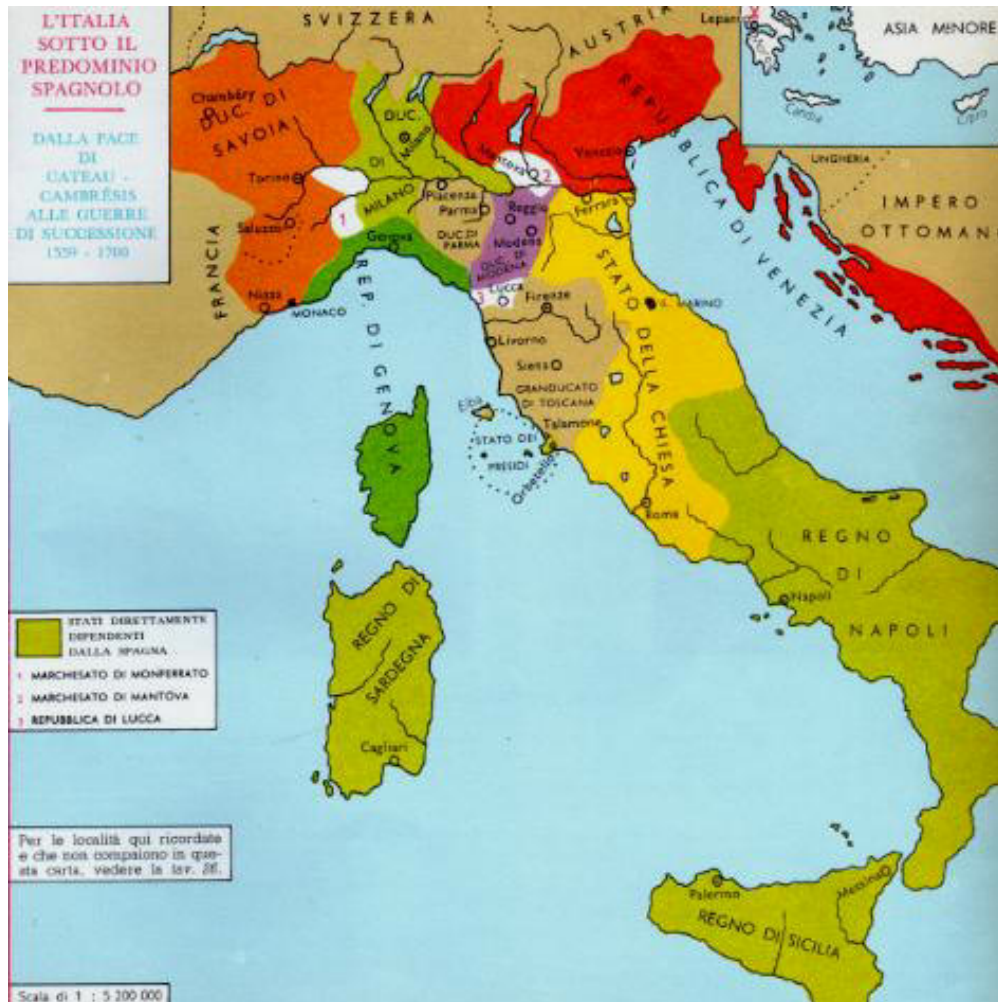 L'ITALIA
SOTTO IL
PREDOMINIO
SPAGNOLO
DALLA PACE
DI
CATEAU -
CAMBRÉSIS
ALLE GUERRE
DI SUCCESSIONE
1559 - 1700
SVIZZERA
AUSTRIA
Lepanto
ASIA MINORE
Candia
Cipro
UNGHERIA
IMPERO
OTTOMANO
Chambéry
DUC. DI
SAVOIA
Torino
Saluzzo
Nizza
MONACO
FRANCIA
DUC.
DI
MILANO
Milano
1
Genova
REP. DI GENOVA
Piacenza
Parma
DUC. DI
PARMA
Mantova
2
Reggio
Modena
DUC. DI
MODENA
Venezia
REPUBBLICA DI VENEZIA
Ferrara
3
Lucca
Firenze
Livorno
Siena
GRANDUCATO
DI TOSCANA
Talamone
Elba
STATO DEI
PRESIDI
Orbetello
S. MARINO
STATO DELLA CHIESA
Roma
REGNO
DI
NAPOLI
Napoli
REGNO DI
SARDEGNA
Cagliari
Palermo
Messina
REGNO DI SICILIA
STATI DIRETTAMENTE
DIPENDENTI
DALLA SPAGNA
1 MARCHESATO DI MONFERRATO
2 MARCHESATO DI MANTOVA
3 REPUBBLICA DI LUCCA
Per le località qui ricordate
e che non compaiono in que-
sta carta, vedere la tav.
Scala di 1 : 5 200 000